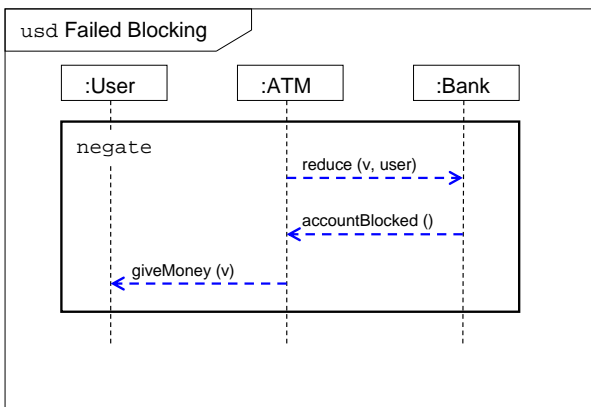 usd Failed Blocking
:User :ATM :Bank
negate
reduce (v, user)
accountBlocked ()
giveMoney (v)